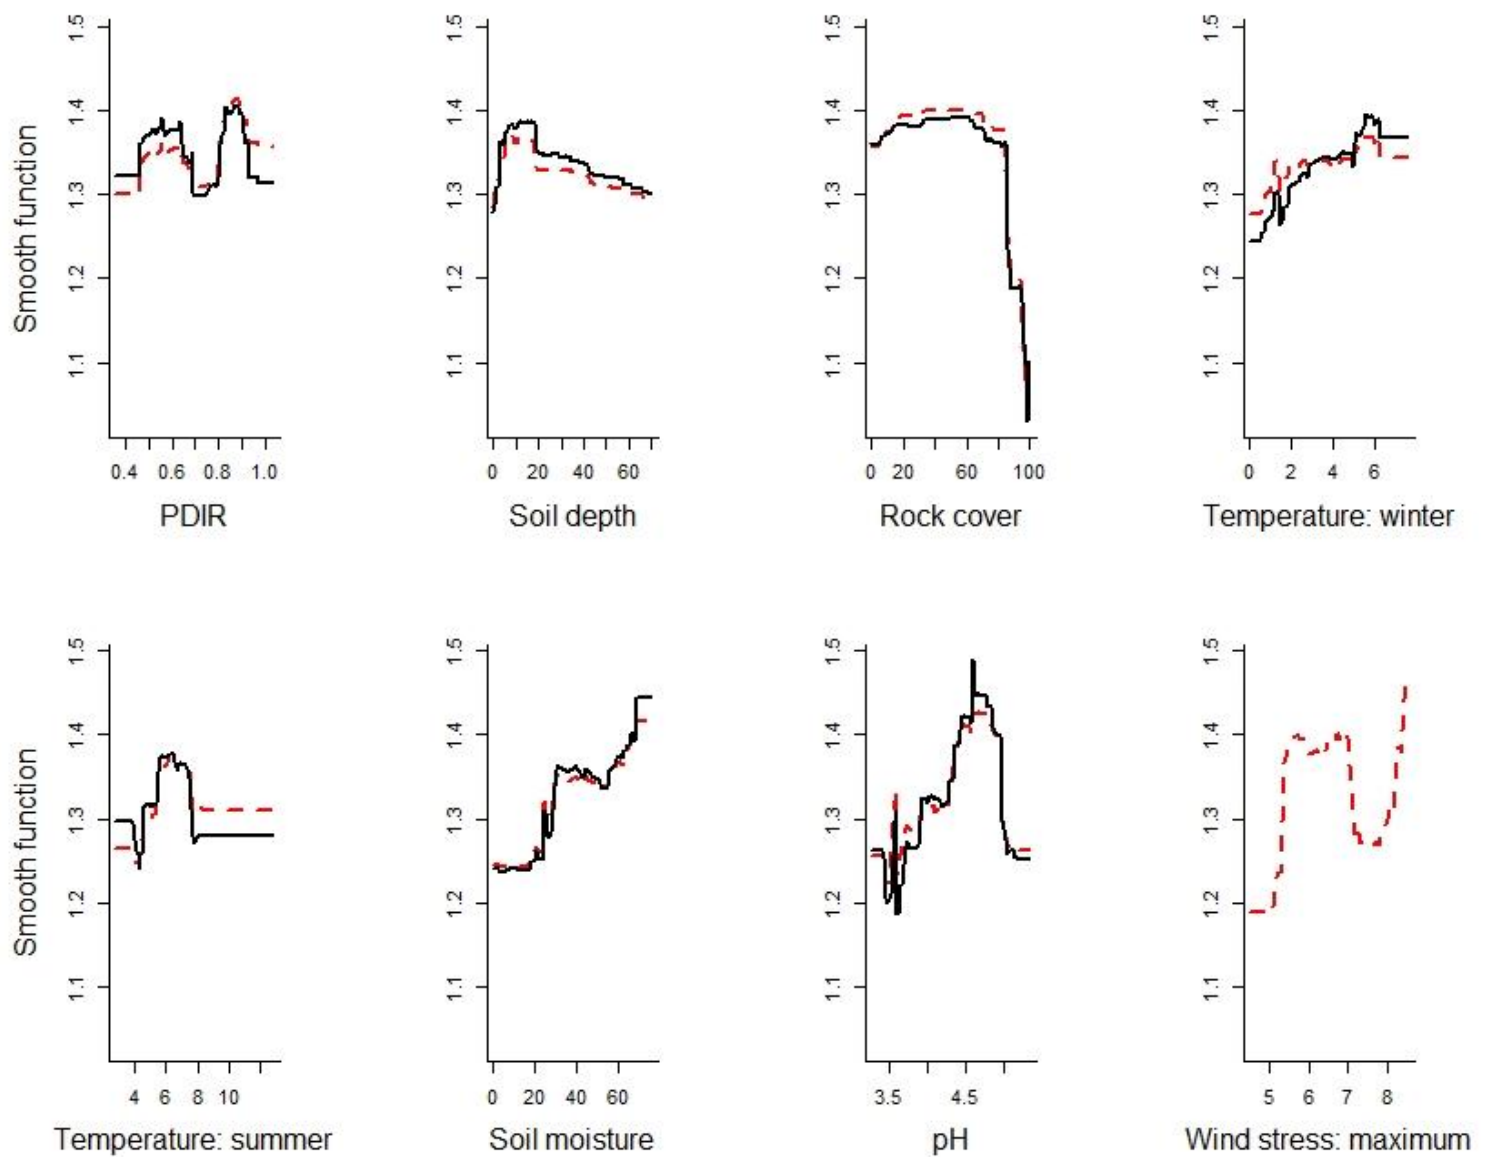 Smooth function
1.5
1.4
1.3
1.2
1.1
0.4 0.6 0.8 1.0
PDIR
1.5
1.4
1.3
1.2
1.1
0 20 40 60
Soil depth
1.5
1.4
1.3
1.2
1.1
0 20 60 100
Rock cover
1.5
1.4
1.3
1.2
1.1
0 2 4 6
Temperature: winter
Smooth function
1.5
1.4
1.3
1.2
1.1
4 6 8 10
Temperature: summer
1.5
1.4
1.3
1.2
1.1
0 20 40 60
Soil moisture
1.5
1.4
1.3
1.2
1.1
3.5 4.5
pH
1.5
1.4
1.3
1.2
1.1
5 6 7 8
Wind stress: maximum